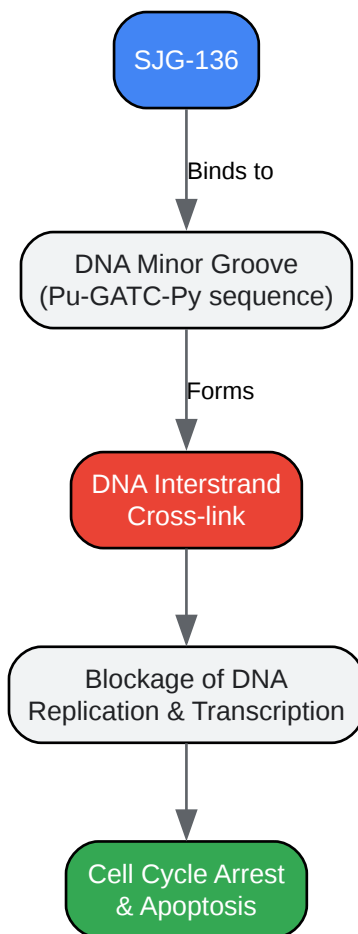 SJG-136
Binds to
DNA Minor Groove
(Pu-GATC-Py sequence)
Forms
DNA Interstrand
Cross-link
Blockage of DNA
Replication & Transcription
Cell Cycle Arrest
& Apoptosis